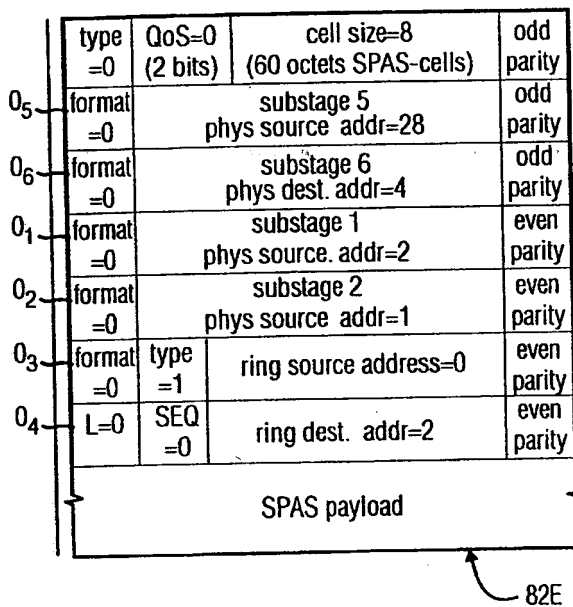 type =0 QoS=0 (2 bits) cell size=8 (60 octets SPAS-cells) odd parity
O5 format =0 substage 5 phys source addr=28 odd parity
O6 format =0 substage 6 phys dest. addr=4 odd parity
O1 format =0 substage 1 phys source. addr=2 even parity
O2 format =0 substage 2 phys source addr=1 even parity
O3 format =0 type =1 ring source address=0 even parity
O4 L=0 SEQ =0 ring dest. addr=2 even parity
SPAS payload
82E